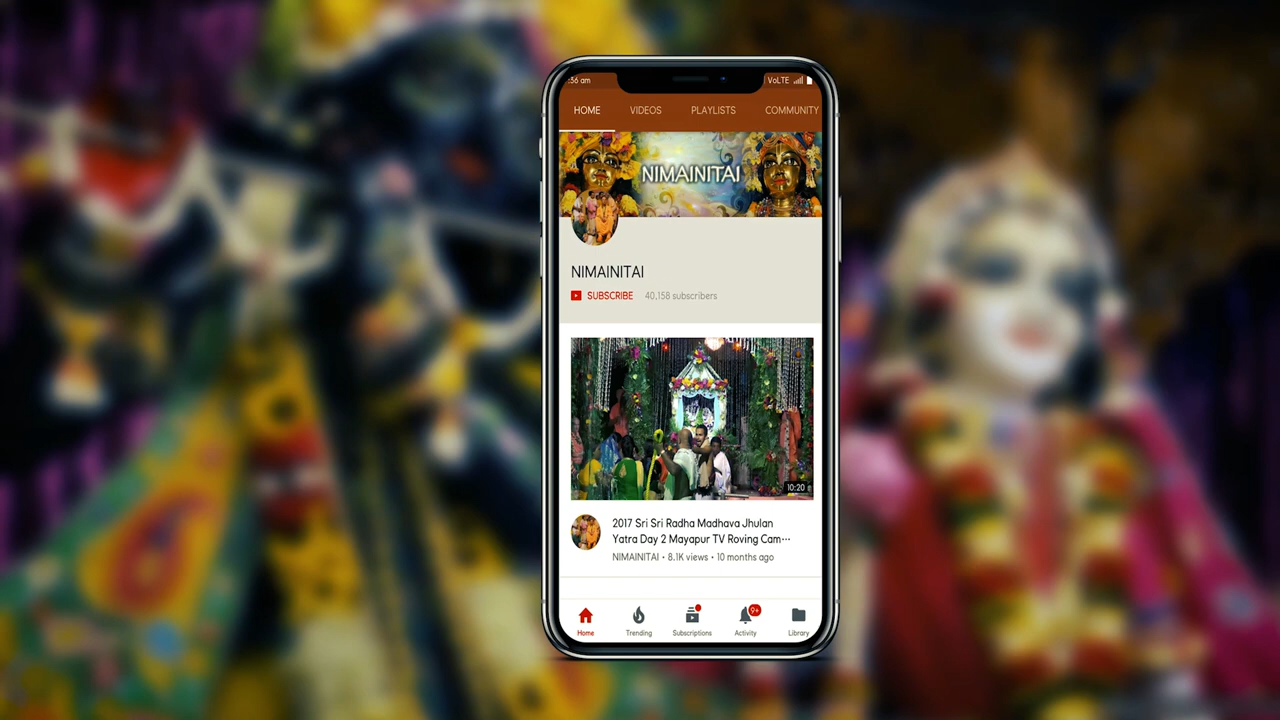 :36 am VoLTE
HOME VIDEOS PLAYLISTS COMMUNITY
NIMAINITAI
NIMAINITAI
SUBSCRIBE 40,158 subscribers
10:20
2017 Sri Sri Radha Madhava Jhulan
Yatra Day 2 Mayapur TV Roving Cam...
NIMAINITAI • 8.1K views • 10 months ago
9+
Home Trending Subscriptions Activity Library